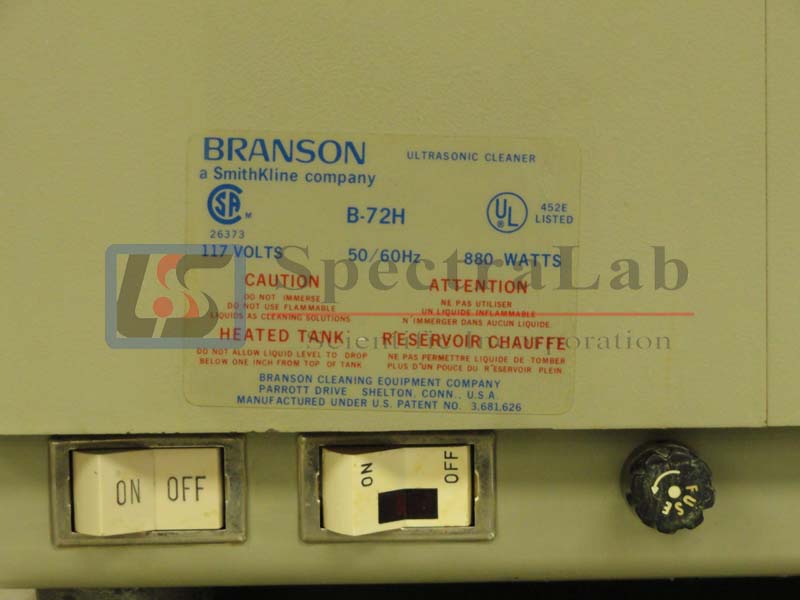 BRANSON ULTRASONIC CLEANER
a SmithKline company
CSA M B-72H UL 452E
26373 LISTED
117 VOLTS 50/60Hz 880 WATTS
SpectraLab
CAUTION ATTENTION
DO NOT IMMERSE NE PAS UTILISER
DO NOT USE FLAMMABLE UN LIQUIDE INFLAMMABLE
LIQUIDS AS CLEANING SOLUTIONS N'IMMERGER DANS AUCUN LIQUIDE
HEATED TANK RESERVOIR CHAUFFE
DO NOT ALLOW LIQUID LEVEL TO DROP NE PAS PERMETTRE LIQUIDE DE TOMBER
BELOW ONE INCH FROM TOP OF TANK PLUS D'UN POUCE DU R'ESERVOIR PLEIN
BRANSON CLEANING EQUIPMENT COMPANY
PARROTT DRIVE SHELTON, CONN., U.S.A.
MANUFACTURED UNDER U.S. PATENT NO. 3,681,626
ON OFF ON OFF FUSE